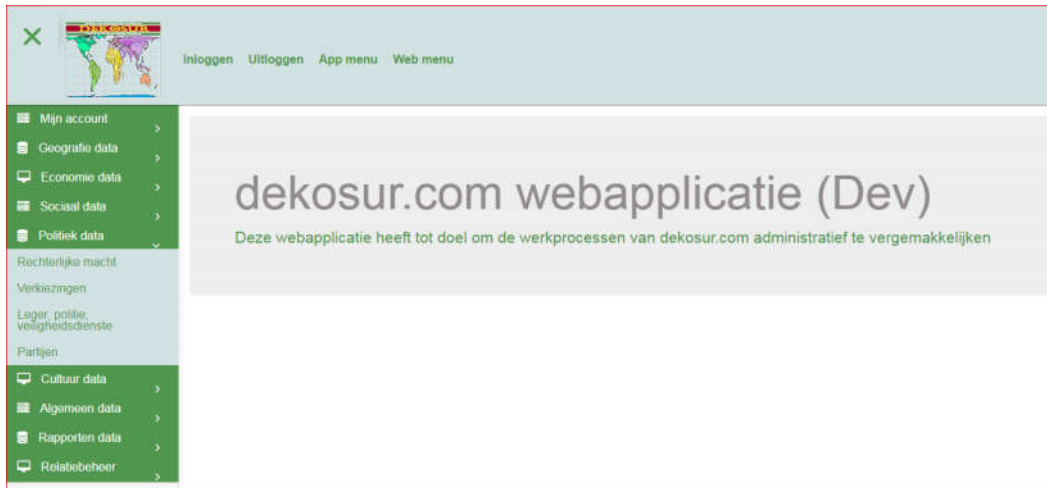 DEKOSUR
Inloggen Uitloggen App menu Web menu
Mijn account
Geografie data
Economie data
Sociaal data
Politiek data
Rechterlijke macht
Verkiezingen
Leger, politie,
veiligheidsdienste
Partijen
Cultuur data
Algemeen data
Rapporten data
Relatiebeheer
dekosur.com webapplicatie (Dev)
Deze webapplicatie heeft tot doel om de werkprocessen van dekosur.com administratief te vergemakkelijken